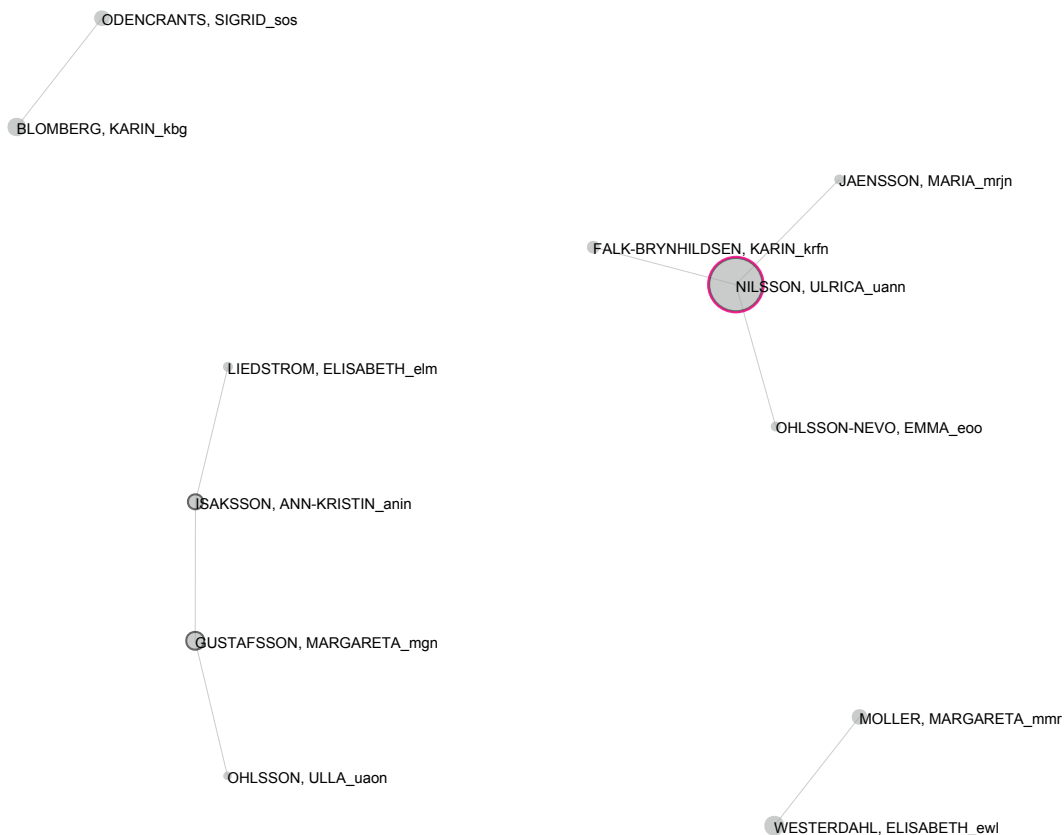 ODENCRANTS, SIGRID_sos
BLOMBERG, KARIN_kbg
JAENSSON, MARIA_mrjn
FALK-BRYNHILDSEN, KARIN_krfn
NILSSON, ULRICA_uann
LIEDSTROM, ELISABETH_elm
OHLSSON-NEVO, EMMA_eoo
ISAKSSON, ANN-KRISTIN_anin
GUSTAFSSON, MARGARETA_mgn
MOLLER, MARGARETA_mmr
OHLSSON, ULLA_uaon
WESTERDAHL, ELISABETH_ewl